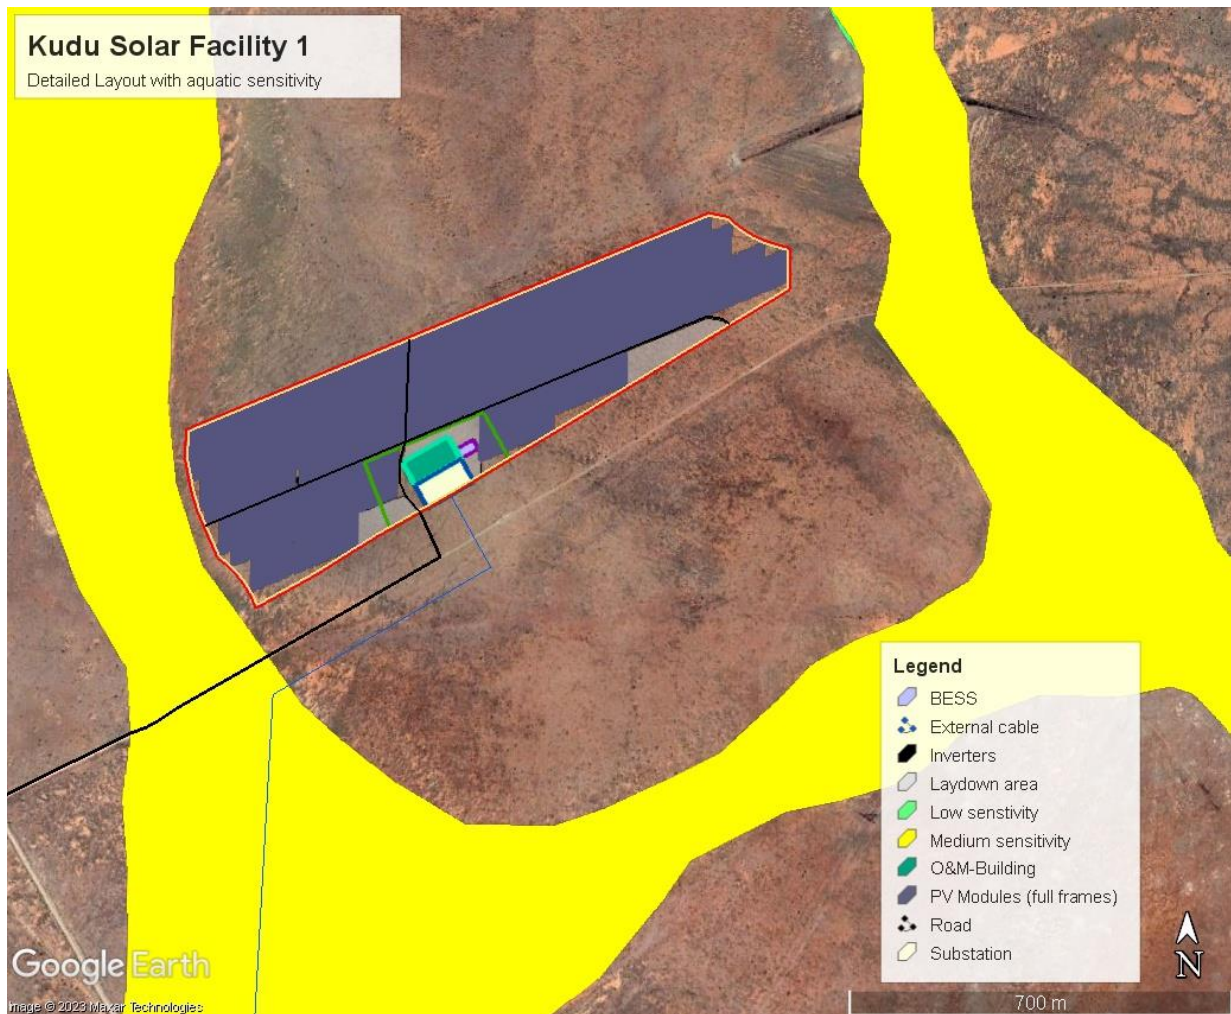 Kudu Solar Facility 1
Detailed Layout with aquatic sensitivity
Legend
BESS
External cable
Inverters
Laydown area
Low senstivity
Medium sensitivity
O&M-Building
PV Modules (full frames)
Road
Substation
N
Google Earth
Image © 2023 Maxar Technologies
700 m